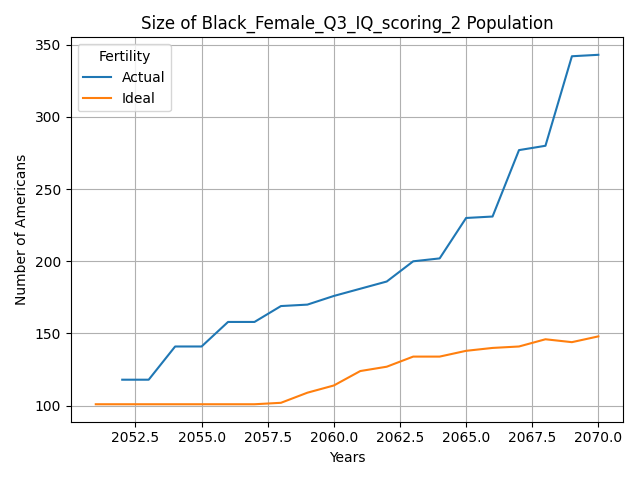 Size of Black_Female_Q3_IQ_scoring_2 Population
Fertility
Actual
Ideal
Number of Americans
350
300
250
200
150
100
2052.5 2055.0 2057.5 2060.0 2062.5 2065.0 2067.5 2070.0
Years